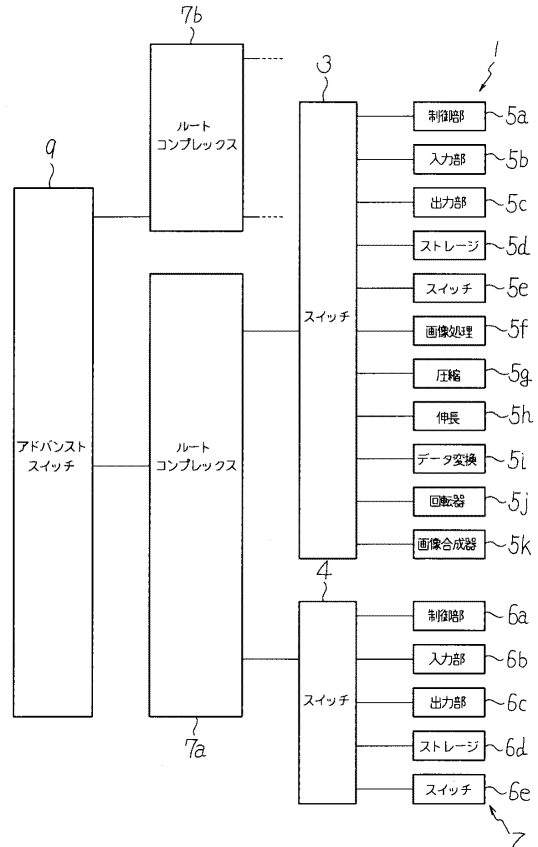 7b
ルート
コンプレックス
9
アドバンスト
スイッチ
ルート
コンプレックス
7a
1
3
スイッチ
制御部 5a
入力部 5b
出力部 5c
ストレージ 5d
スイッチ 5e
画像処理 5f
圧縮 5g
伸長 5h
データ変換 5i
回転器 5j
画像合成器 5k
4
スイッチ
制御部 6a
入力部 6b
出力部 6c
ストレージ 6d
スイッチ 6e
7